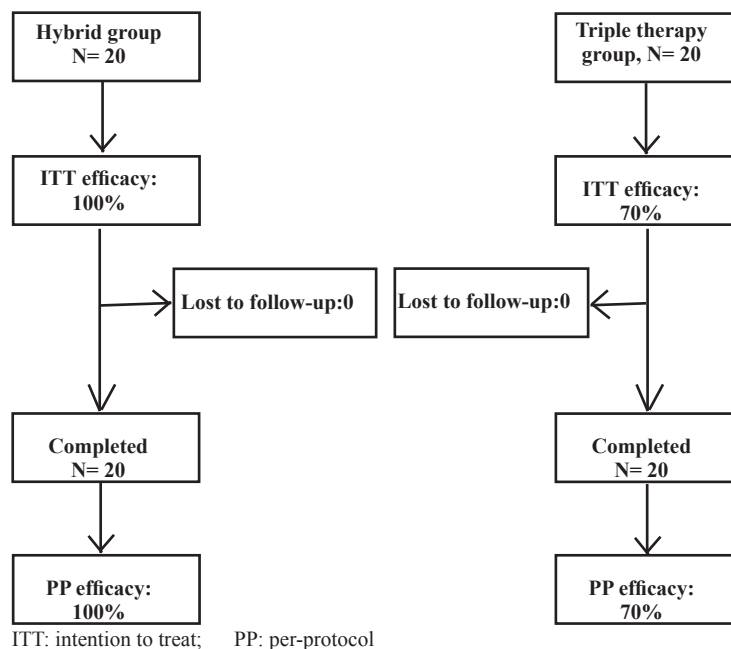 Hybrid group
N= 20
Triple therapy
group, N= 20
ITT efficacy:
100%
ITT efficacy:
70%
Lost to follow-up:0
Lost to follow-up:0
Completed
N= 20
Completed
N= 20
PP efficacy:
100%
PP efficacy:
70%
ITT: intention to treat; PP: per-protocol